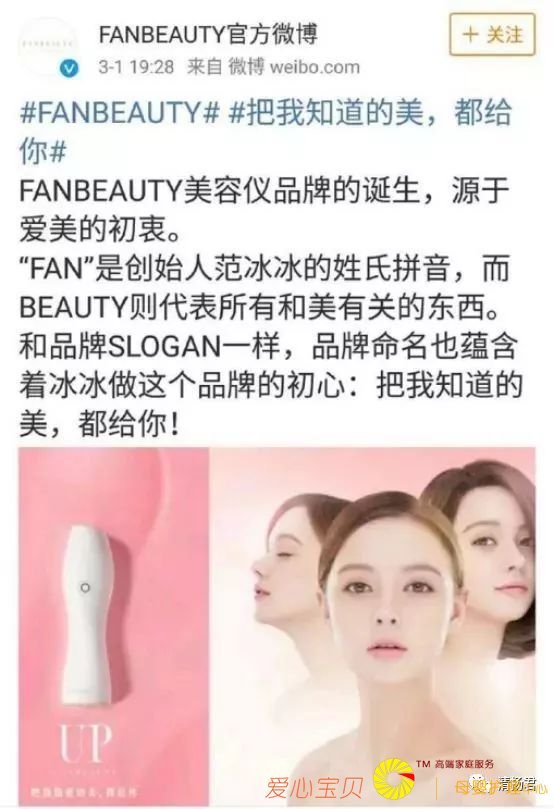 FANBEAUTY官方微博
+ 关注
3-1 19:28 来自 微博 weibo.com
#FANBEAUTY# #把我知道的美，都给
你#
FANBEAUTY美容仪品牌的诞生，源于
爱美的初衷。
“FAN”是创始人范冰冰的姓氏拼音，而
BEAUTY则代表所有和美有关的东西。
和品牌SLOGAN一样，品牌命名也蕴含
着冰冰做这个品牌的初心：把我知道的
美，都给你！
UP
爱心宝贝
TM 高端家庭服务
清扬君